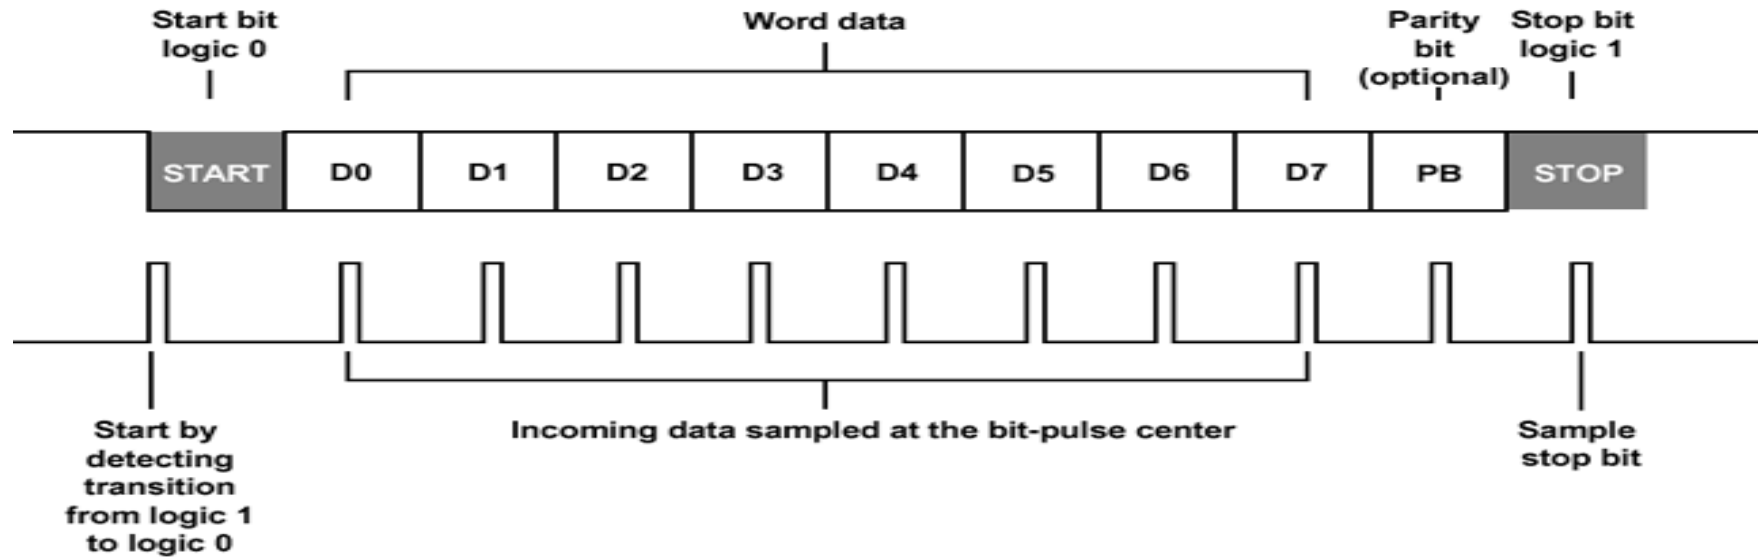 Start bit
logic 0
Word data
Parity
bit
(optional)
Stop bit
logic 1
START
D0
D1
D2
D3
D4
D5
D6
D7
PB
STOP
Start by
detecting
transition
from logic 1
to logic 0
Incoming data sampled at the bit-pulse center
Sample
stop bit